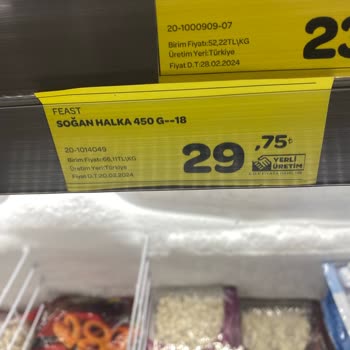 20-1000909-07
Birim Fiyatı:52,22TL\KG
Üretim Yeri:Türkiye
Fiyat D.T:28.02.2024
23
FEAST
SOĞAN HALKA 450 G--18
20-1014049
Birim Fiyatı:66,11TL\KG
Üretim Yeri:Türkiye
Fiyat D.T:20.02.2024
29,75₺
YERLİ
ÜRETİM